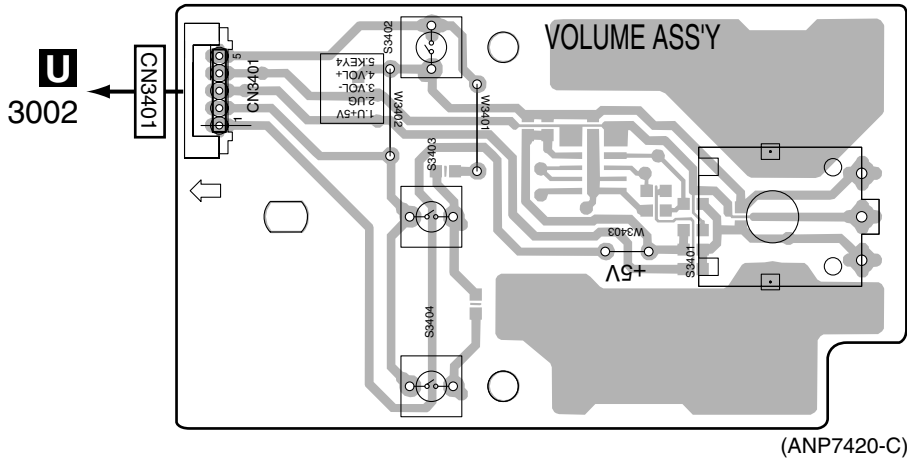 VOLUME ASS'Y
U
3002
CN3401
CN3401
5
1
5.KEY4
4.VOL+
3.VOL-
2.UG
1.U+5V
S3402
W3402
W3401
S3403
S3404
W3403
+5V
S3401
(ANP7420-C)